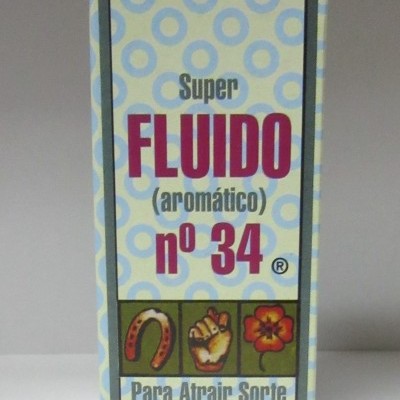 Super
FLUIDO
(aromático)
nº 34 ®
Para Atrair Sorte